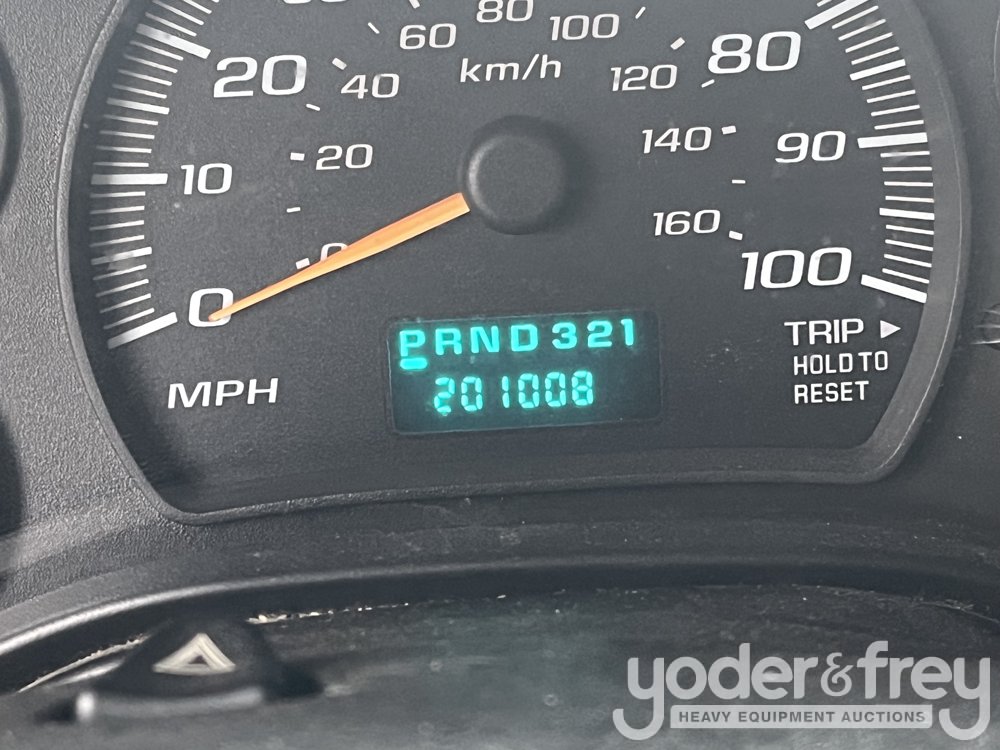 80
60 100
20 40 km/h 120 80
10 20 140 90
0 0 160 100
PRND321
201008
MPH
TRIP ▶
HOLD TO
RESET
yoder&frey
HEAVY EQUIPMENT AUCTIONS